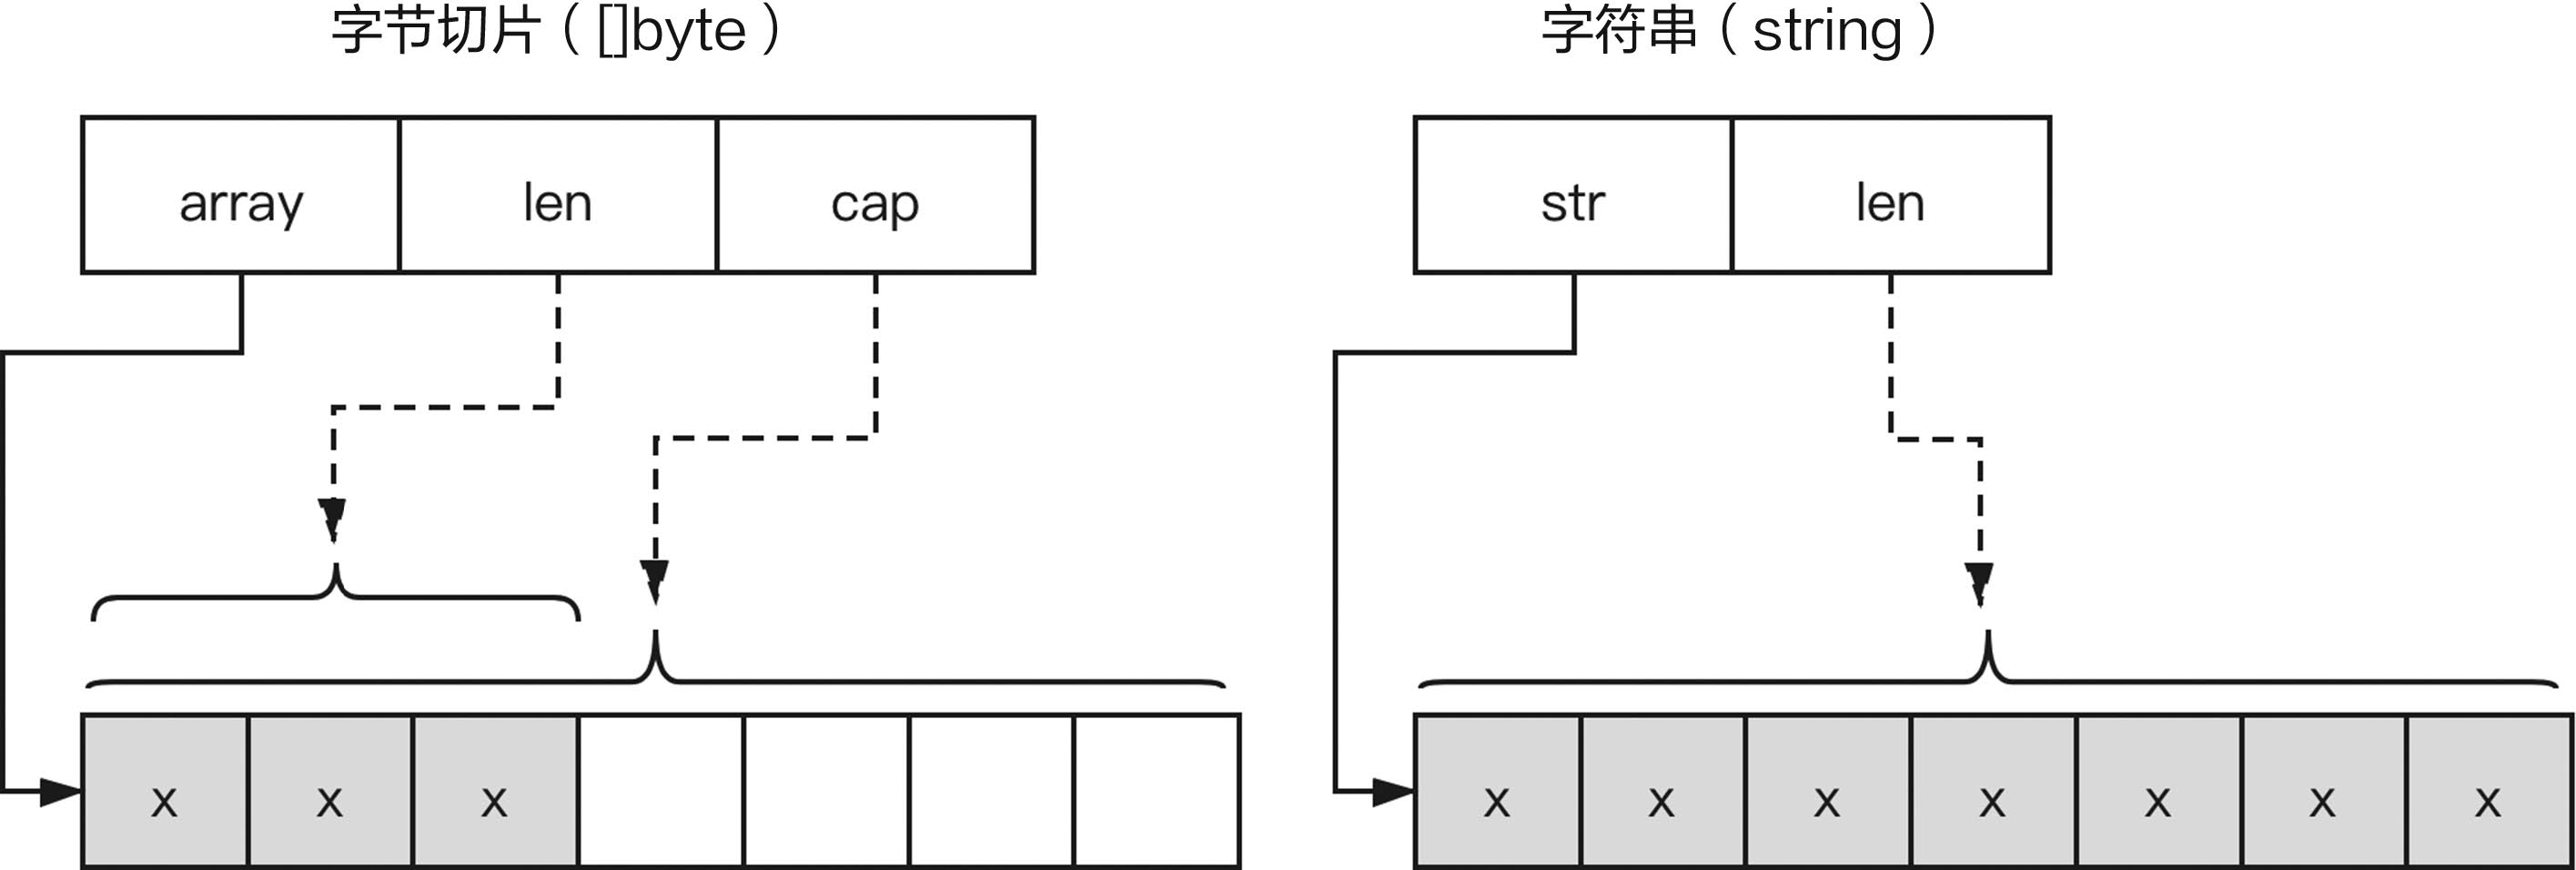 字节切片（[]byte）
字符串（string）
array len cap
str len
x x x
x x x x x x x